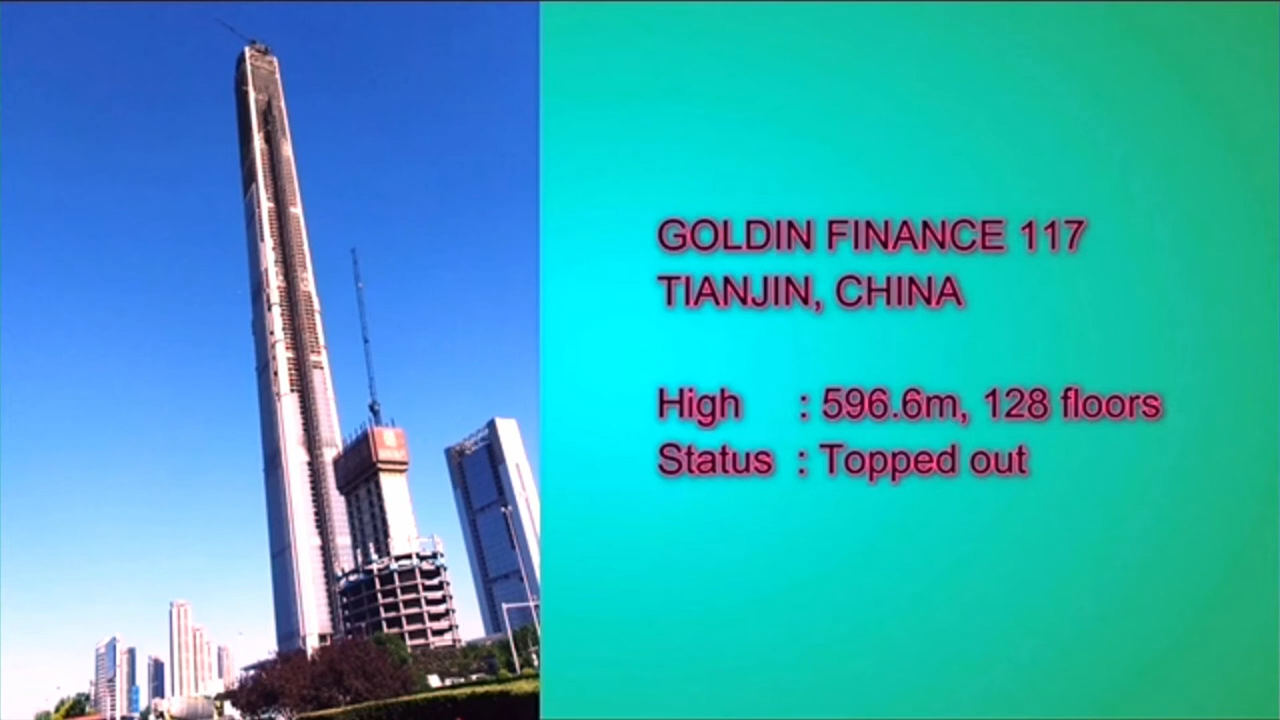 GOLDIN FINANCE 117
TIANJIN, CHINA
High : 596.6m, 128 floors
Status : Topped out